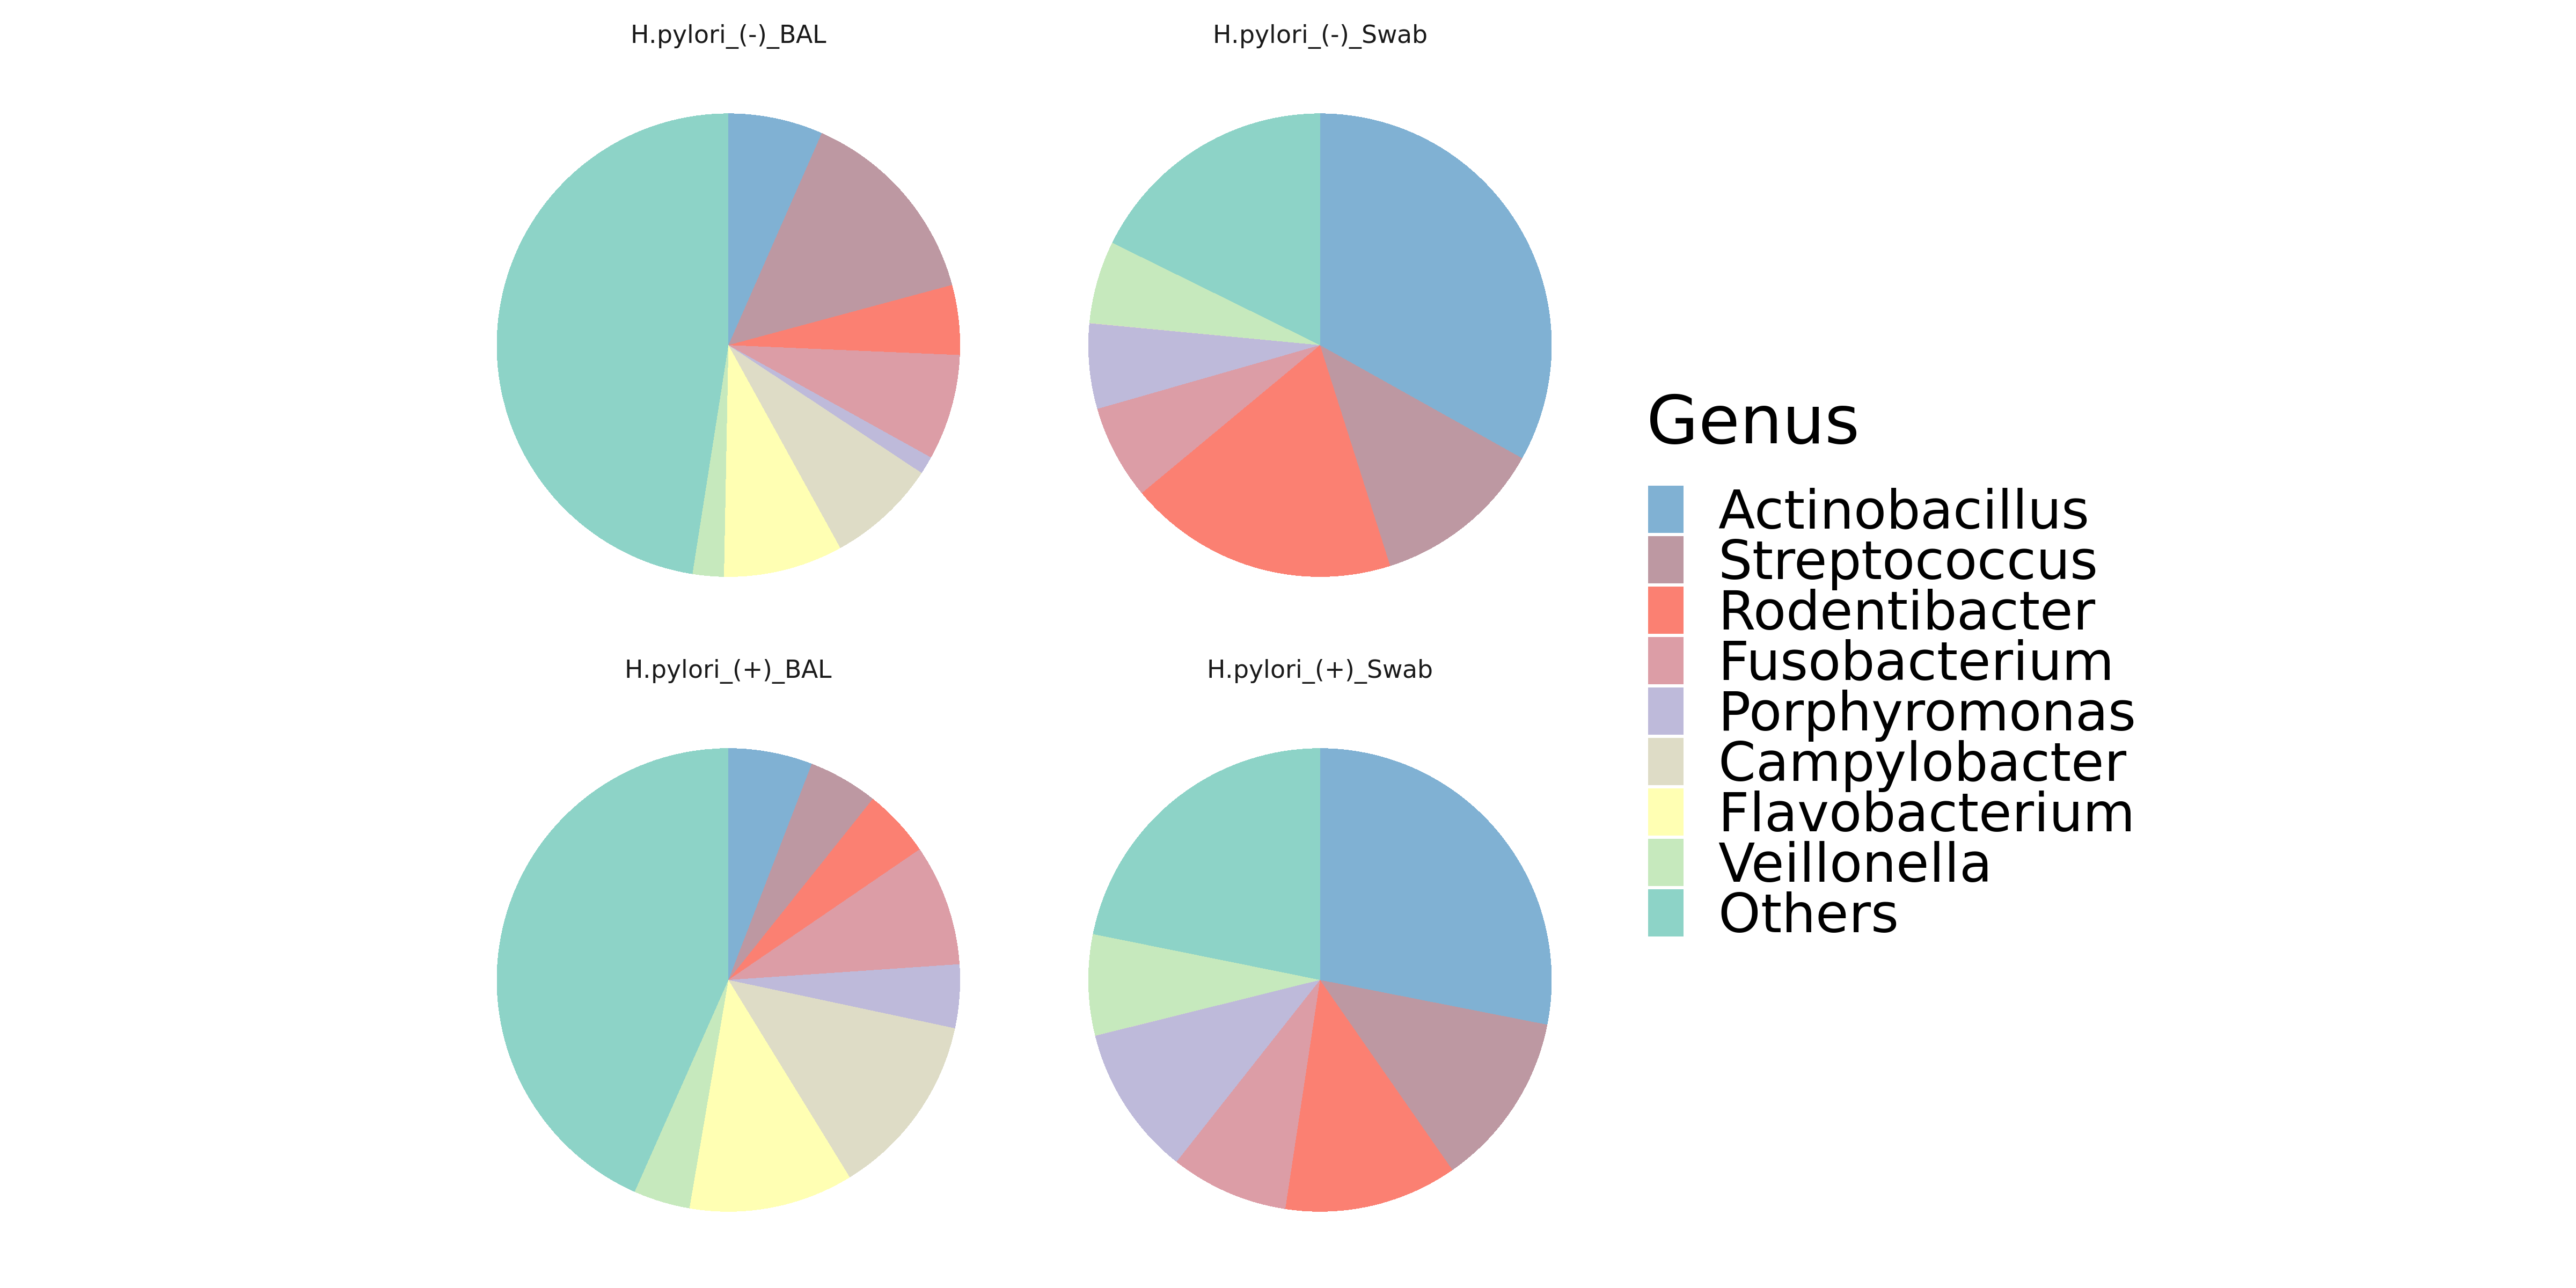 H.pylori_(-)_BAL
H.pylori_(-)_Swab
H.pylori_(+)_BAL
H.pylori_(+)_Swab
Genus
Actinobacillus
Streptococcus
Rodentibacter
Fusobacterium
Porphyromonas
Campylobacter
Flavobacterium
Veillonella
Others